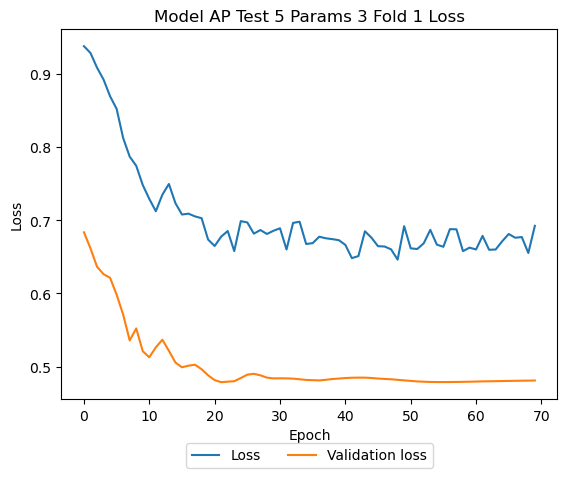 Model AP Test 5 Params 3 Fold 1 Loss
Loss
0.9
0.8
0.7
0.6
0.5
0 10 20 30 40 50 60 70
Epoch
Loss Validation loss